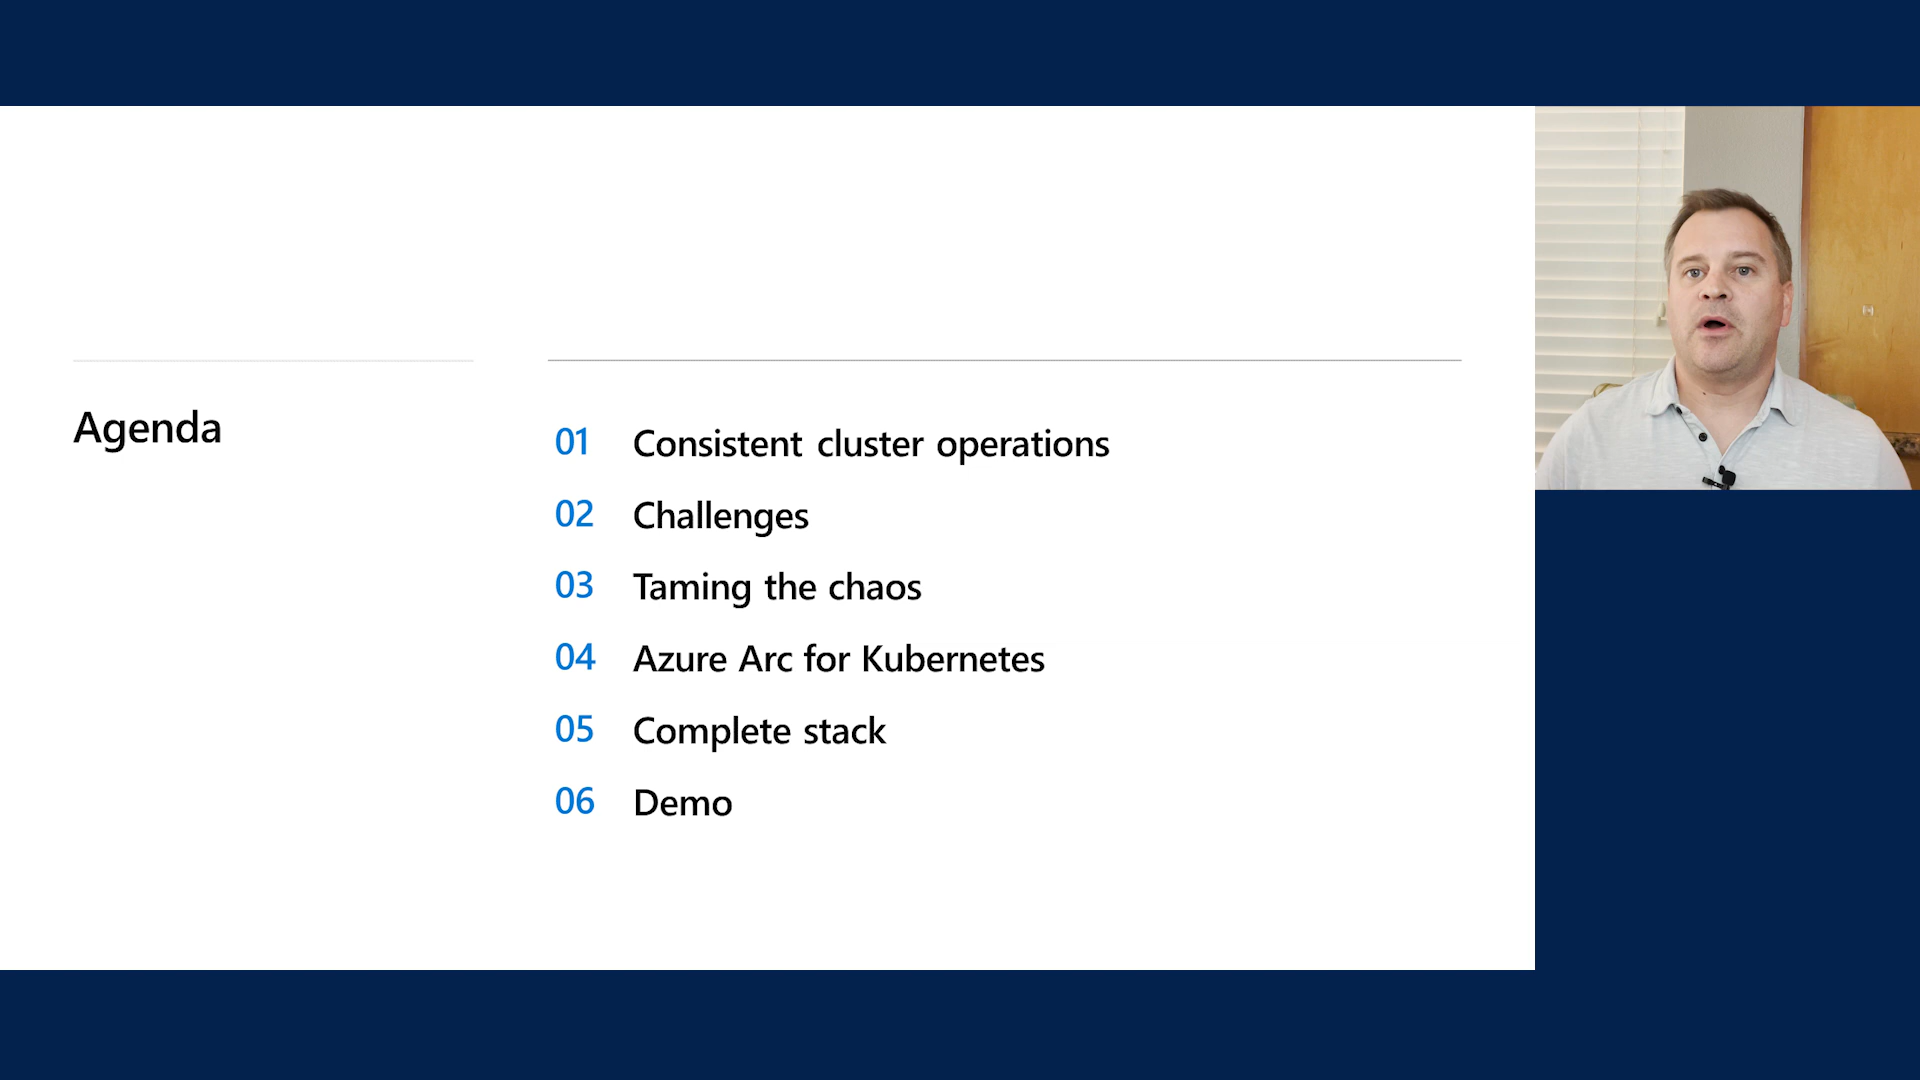 Agenda
01 Consistent cluster operations
02 Challenges
03 Taming the chaos
04 Azure Arc for Kubernetes
05 Complete stack
06 Demo